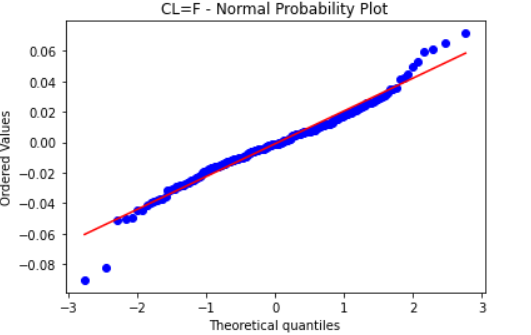 CL=F - Normal Probability Plot
Ordered Values
0.06
0.04
0.02
0.00
−0.02
−0.04
−0.06
−0.08
−3 −2 −1 0 1 2 3
Theoretical quantiles